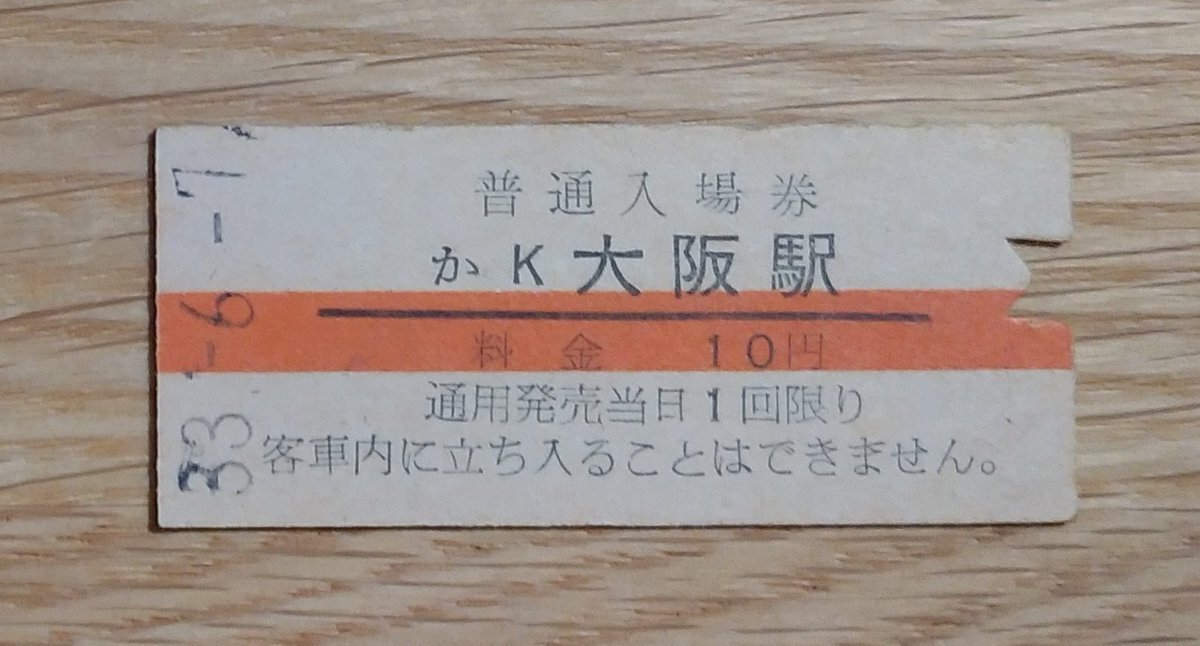 普通入場券
かK大阪駅
料金 10円
通用発売当日1回限り
客車内に立ち入ることはできません。
33.-6.-7